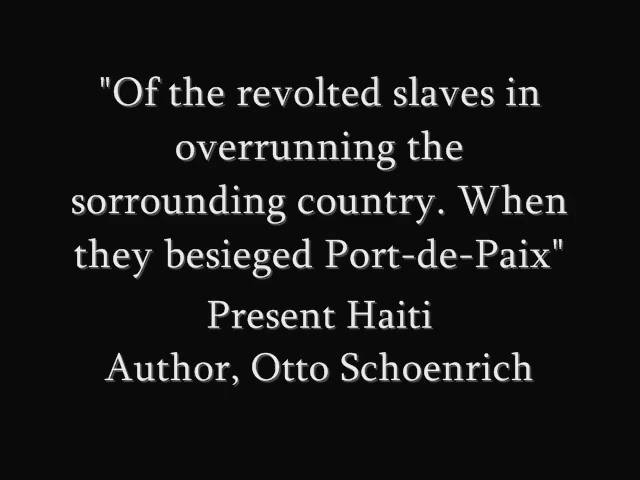 "Of the revolted slaves in
overrunning the
sorrounding country. When
they besieged Port-de-Paix"
Present Haiti
Author, Otto Schoenrich